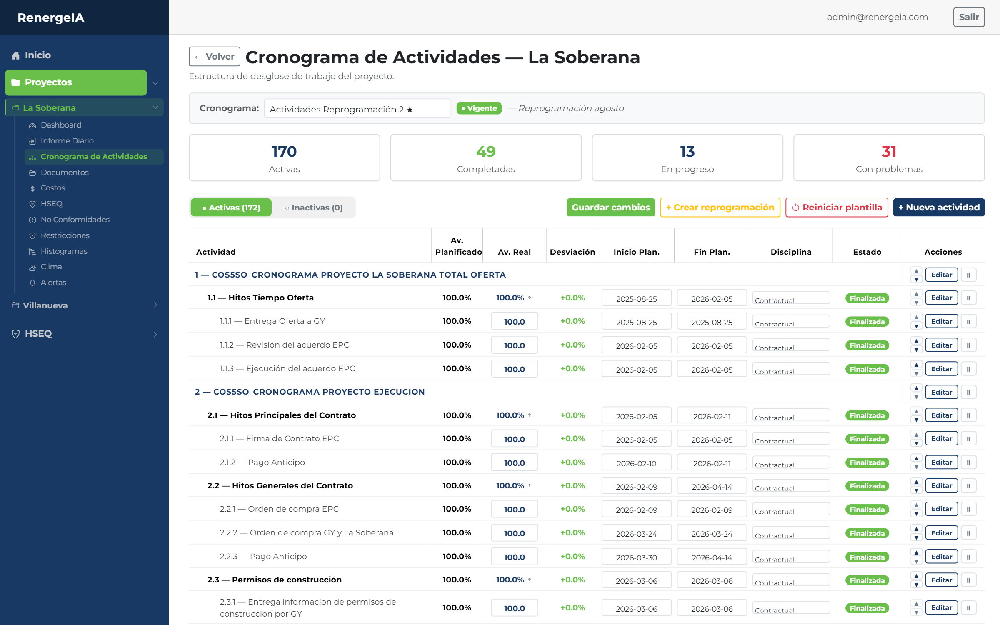 RenergeIA
admin@renergeia.com
Salir
Inicio
Proyectos
La Soberana
Dashboard
Informe Diario
Cronograma de Actividades
Documentos
Costos
HSEQ
No Conformidades
Restricciones
Histogramas
Clima
Alertas
Villanueva
HSEQ
← Volver
Cronograma de Actividades — La Soberana
Estructura de desglose de trabajo del proyecto.
Cronograma: Actividades Reprogramación 2 ★ ● Vigente — Reprogramación agosto
170
Activas
49
Completadas
13
En progreso
31
Con problemas
● Activas (172) ○ Inactivas (0)
Guardar cambios + Crear reprogramación ↺ Reiniciar plantilla + Nueva actividad
Actividad Av. Planificado Av. Real Desviación Inicio Plan. Fin Plan. Disciplina Estado Acciones
1 — COS5SO_CRONOGRAMA PROYECTO LA SOBERANA TOTAL OFERTA ▲ ▼ Editar ⏸
1.1 — Hitos Tiempo Oferta 100.0% 100.0% ↑ +0.0% 2025-08-25 2026-02-05 Contractual Finalizada ▲ ▼ Editar ⏸
1.1.1 — Entrega Oferta a GY 100.0% 100.0 +0.0% 2025-08-25 2025-08-25 Contractual Finalizada ▲ ▼ Editar ⏸
1.1.2 — Revisión del acuerdo EPC 100.0% 100.0 +0.0% 2026-02-05 2026-02-05 Contractual Finalizada ▲ ▼ Editar ⏸
1.1.3 — Ejecución del acuerdo EPC 100.0% 100.0 +0.0% 2026-02-05 2026-02-05 Contractual Finalizada ▲ ▼ Editar ⏸
2 — COS5SO_CRONOGRAMA PROYECTO EJECUCION ▲ ▼ Editar ⏸
2.1 — Hitos Principales del Contrato 100.0% 100.0% ↑ +0.0% 2026-02-05 2026-02-11 Contractual Finalizada ▲ ▼ Editar ⏸
2.1.1 — Firma de Contrato EPC 100.0% 100.0 +0.0% 2026-02-05 2026-02-05 Contractual Finalizada ▲ ▼ Editar ⏸
2.1.2 — Pago Anticipo 100.0% 100.0 +0.0% 2026-02-10 2026-02-11 Contractual Finalizada ▲ ▼ Editar ⏸
2.2 — Hitos Generales del Contrato 100.0% 100.0% ↑ +0.0% 2026-02-09 2026-04-14 Contractual Finalizada ▲ ▼ Editar ⏸
2.2.1 — Orden de compra EPC 100.0% 100.0 +0.0% 2026-02-09 2026-02-09 Contractual Finalizada ▲ ▼ Editar ⏸
2.2.2 — Orden de compra GY y La Soberana 100.0% 100.0 +0.0% 2026-03-24 2026-03-24 Contractual Finalizada ▲ ▼ Editar ⏸
2.2.3 — Pago Anticipo 100.0% 100.0 +0.0% 2026-03-30 2026-04-14 Contractual Finalizada ▲ ▼ Editar ⏸
2.3 — Permisos de construcción 100.0% 100.0% ↑ +0.0% 2026-03-06 2026-03-06 Contractual Finalizada ▲ ▼ Editar ⏸
2.3.1 — Entrega informacion de permisos de
construccion por GY 100.0% 100.0 +0.0% 2026-03-06 2026-03-06 Contractual Finalizada ▲ ▼ Editar ⏸